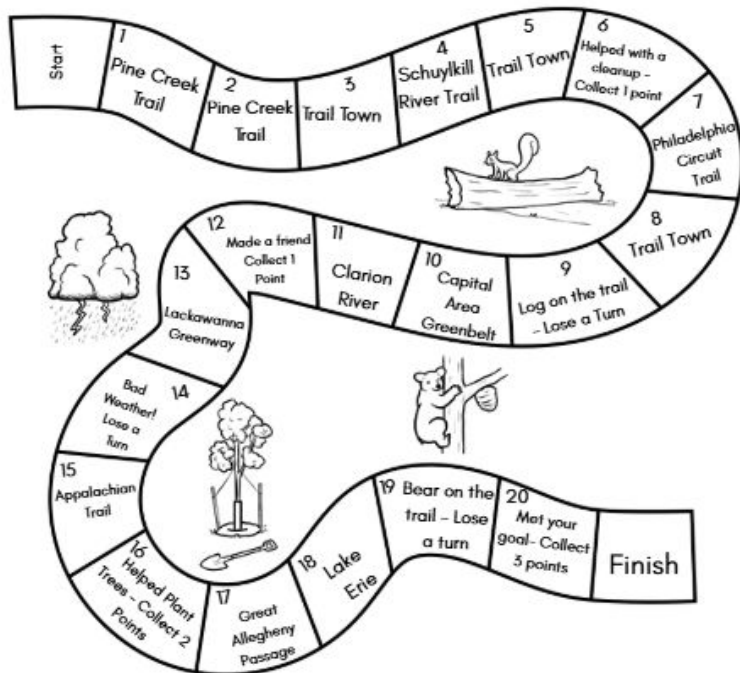 Start
1
Pine Creek
Trail
2
Pine Creek
Trail
3
Trail Town
4
Schuylkill
River Trail
5
Trail Town
6
Helped with a
cleanup -
Collect 1 point
7
Philadelphia
Circuit
Trail
8
Trail Town
9
Log on the trail
- Lose a Turn
10
Capital
Area
Greenbelt
11
Clarion
River
12
Made a friend
Collect 1
Point
13
Lackawanna
Greenway
14
Bad
Weather!
Lose a
Turn
15
Appalachian
Trail
16
Helped Plant
Trees - Collect 2
Points
17
Great
Allegheny
Passage
18
Lake
Erie
19
Bear on the
trail - Lose
a turn
20
Met your
goal- Collect
3 points
Finish